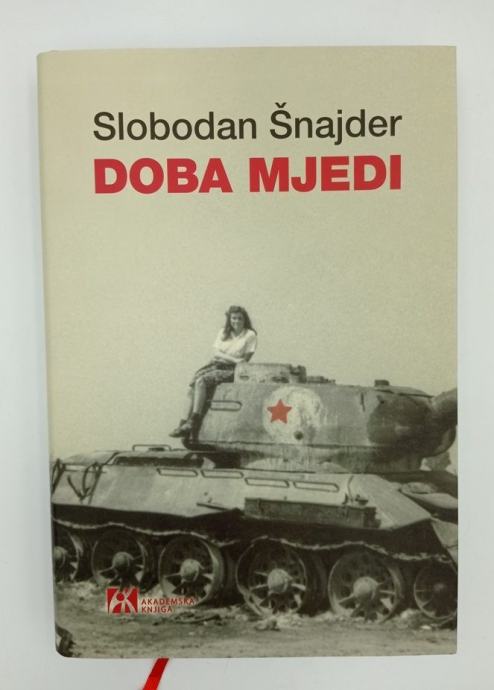 Slobodan Šnajder
DOBA MJEDI
AKADEMSKA
KNJIGA